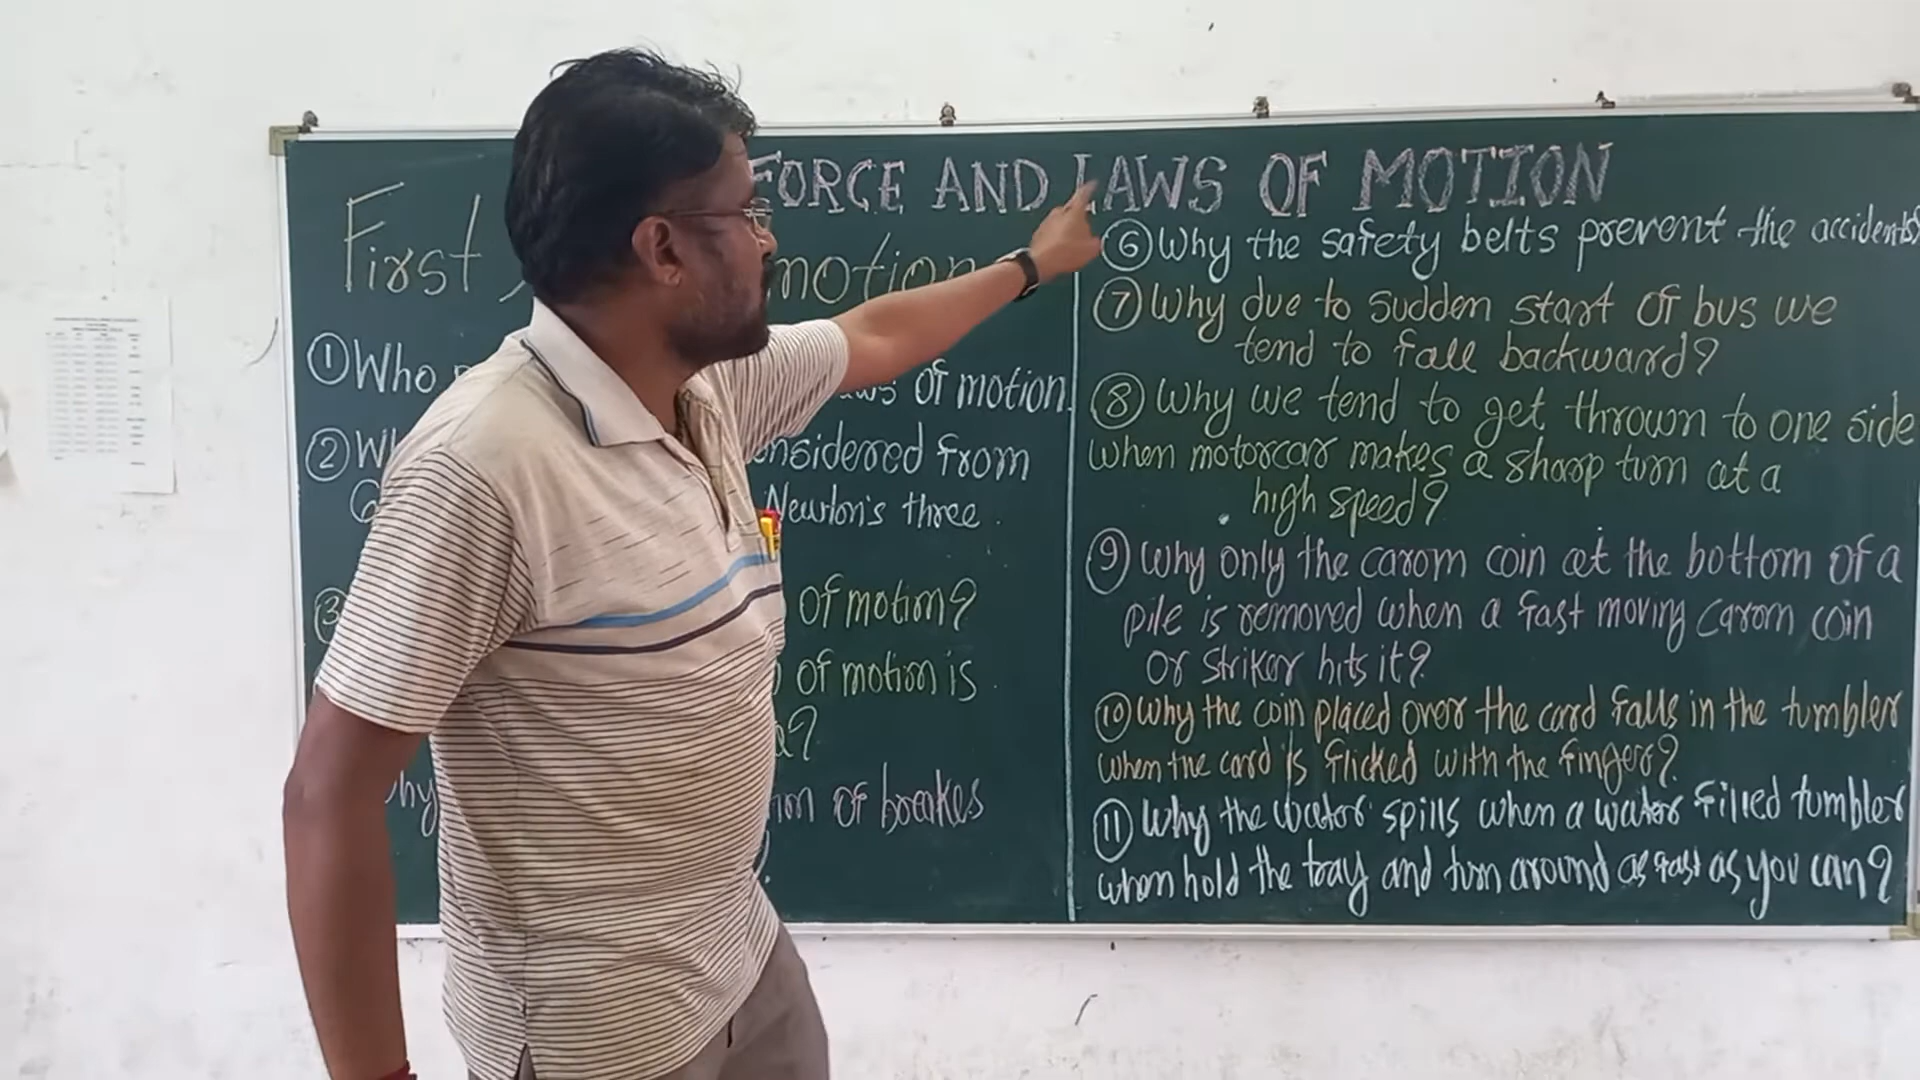 FORCE AND LAWS OF MOTION
First motion
① Who laws of motion.
② considered from
Newton's three
③ of motion?
of motion is
of breakes
⑥ Why the safety belts prevent the accidents?
⑦ Why due to sudden start of bus we
tend to fall backward?
⑧ Why we tend to get thrown to one side
when motorcar makes a sharp turn at a
high speed?
⑨ Why only the carom coin at the bottom of a
pile is removed when a fast moving carom coin
or striker hits it?
⑩ Why the coin placed over the card falls in the tumbler
when the card is flicked with the finger?
⑪ Why the water spills when a water filled tumbler
when hold the tray and turn around as fast as you can?